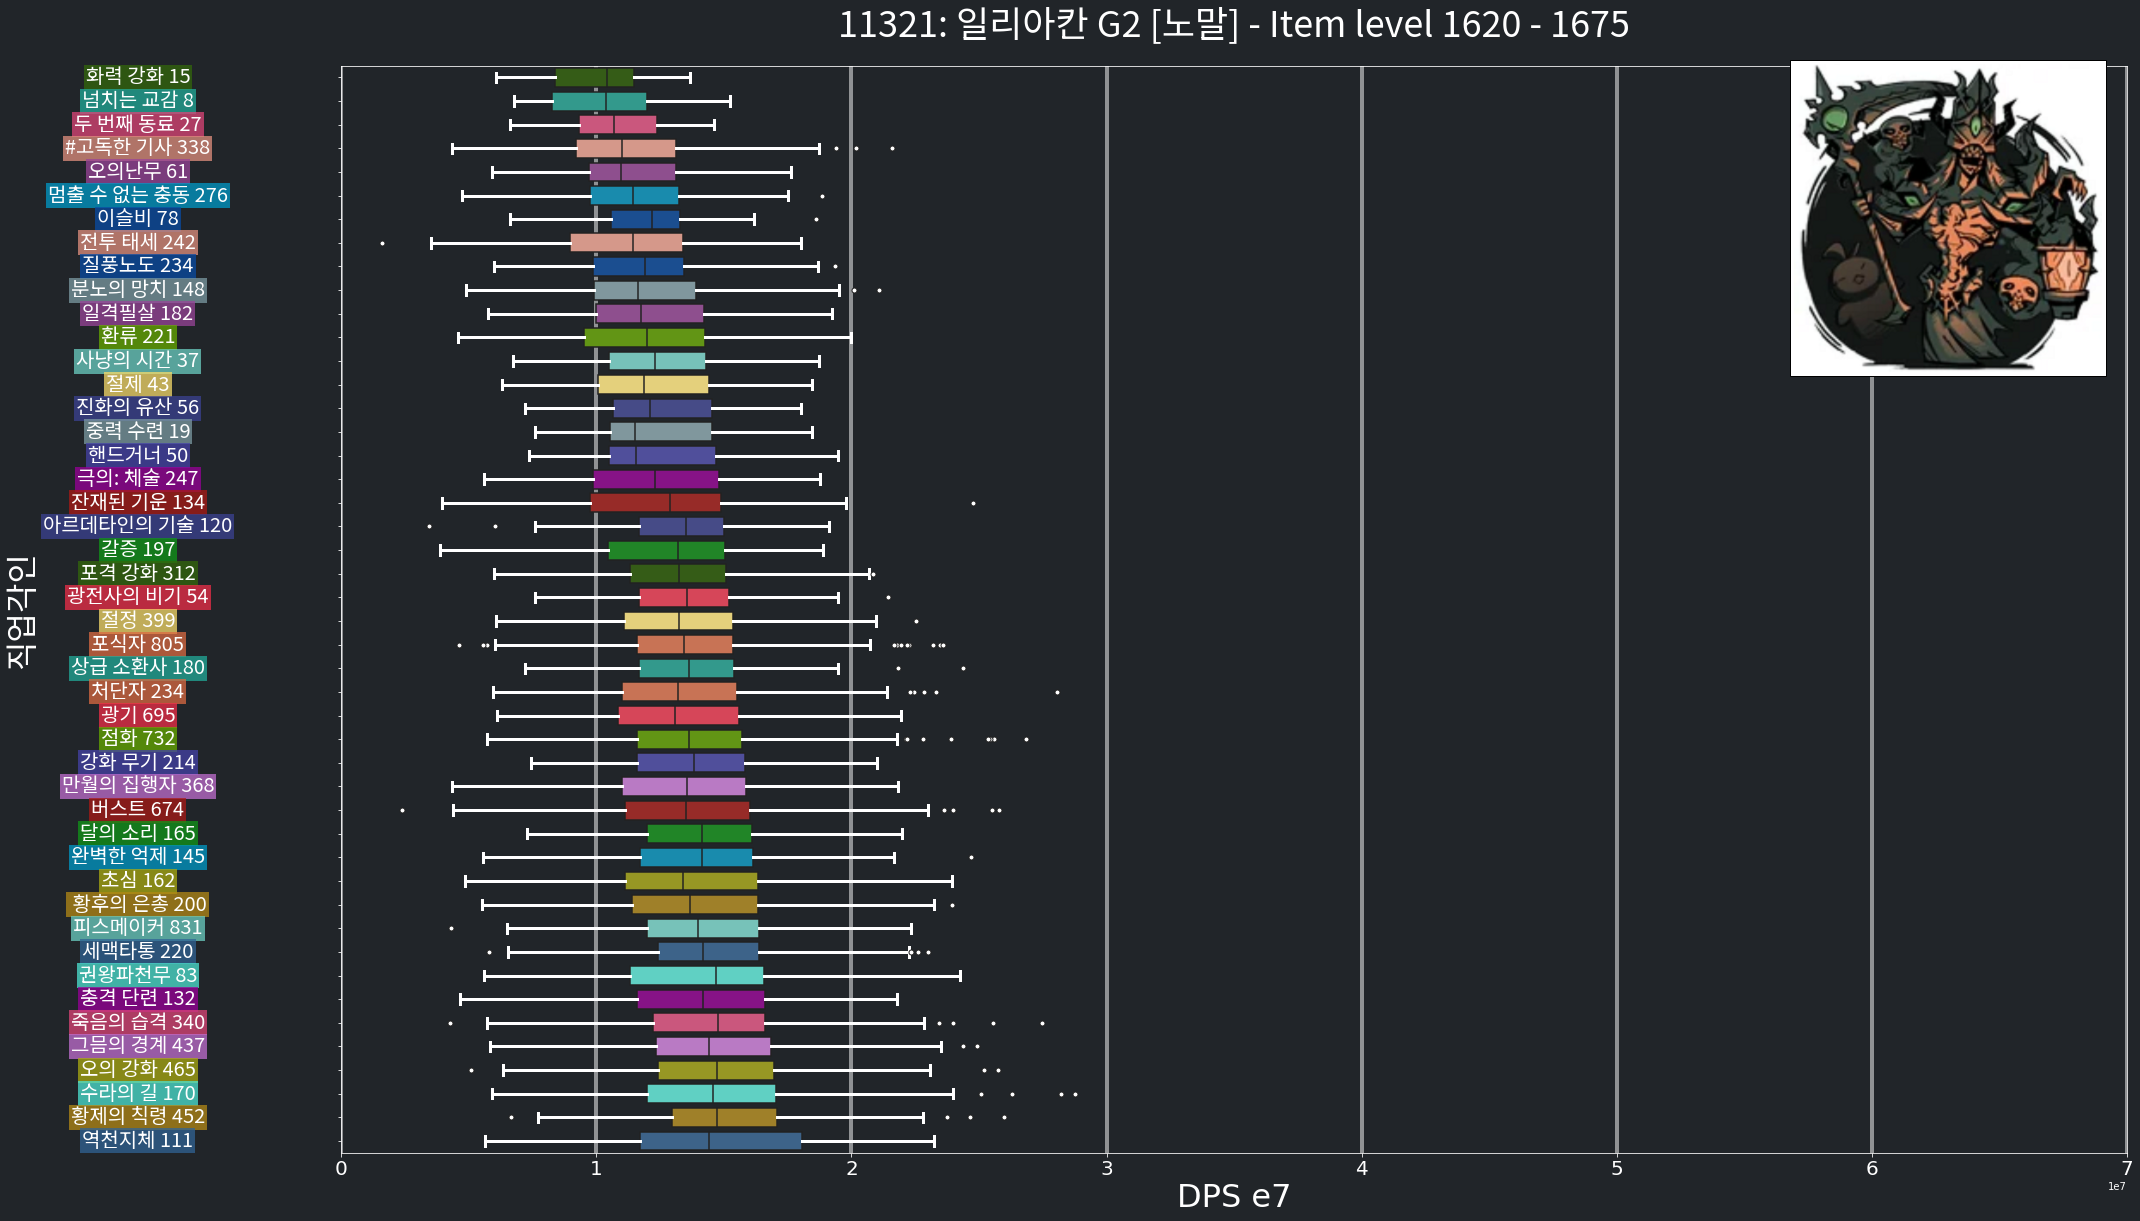 11321: 일리아칸 G2 [노말] - Item level 1620 - 1675
직업각인
화력 강화 15
넘치는 교감 8
두 번째 동료 27
#고독한 기사 338
오의난무 61
멈출 수 없는 충동 276
이슬비 78
전투 태세 242
질풍노도 234
분노의 망치 148
일격필살 182
환류 221
사냥의 시간 37
절제 43
진화의 유산 56
중력 수련 19
핸드거너 50
극의: 체술 247
잔재된 기운 134
아르데타인의 기술 120
갈증 197
포격 강화 312
광전사의 비기 54
절정 399
포식자 805
상급 소환사 180
처단자 234
광기 695
점화 732
강화 무기 214
만월의 집행자 368
버스트 674
달의 소리 165
완벽한 억제 145
초심 162
황후의 은총 200
피스메이커 831
세맥타통 220
권왕파천무 83
충격 단련 132
죽음의 습격 340
그믐의 경계 437
오의 강화 465
수라의 길 170
황제의 칙령 452
역천지체 111
0 1 2 3 4 5 6 7
1e7
DPS e7